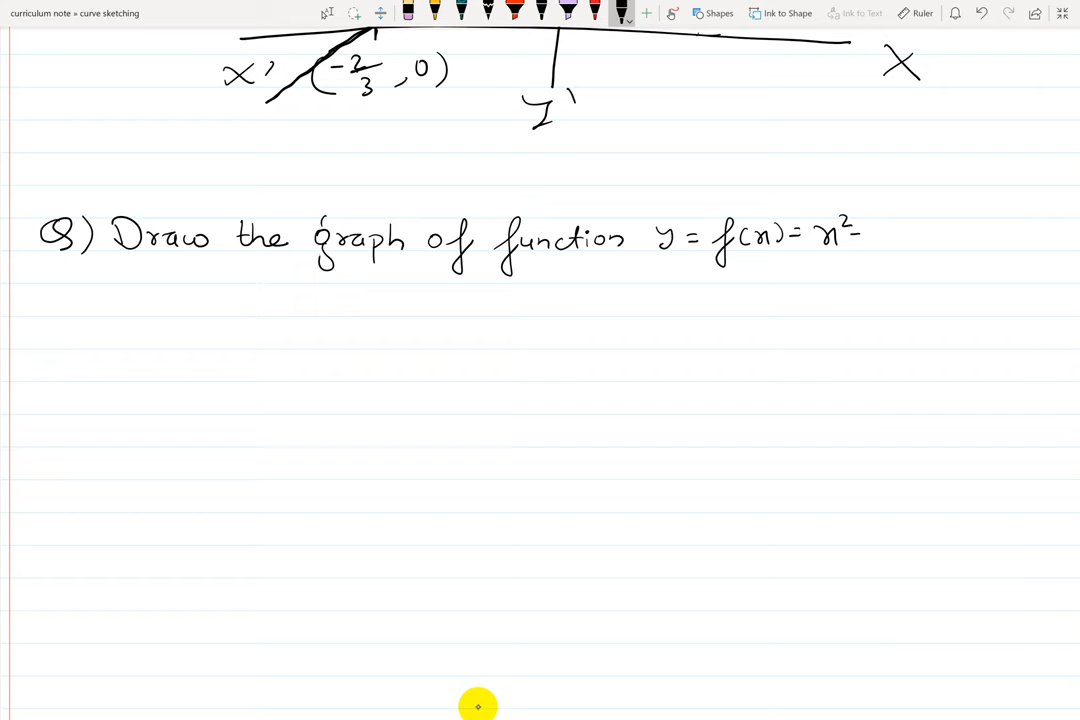 curriculum note » curve sketching
Shapes Ink to Shape Ink to Text Ruler
X' (-2/3, 0) X
Y'
Q) Draw the graph of function y = f(x) = x² -